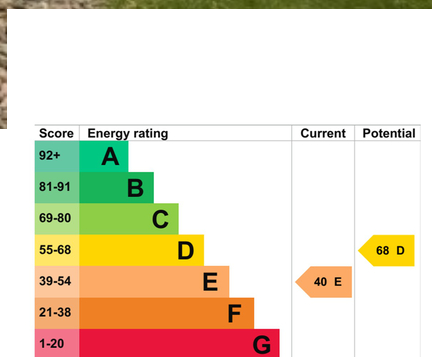 Score Energy rating Current Potential
92+ A
81-91 B
69-80 C
55-68 D 68 D
39-54 E 40 E
21-38 F
1-20 G